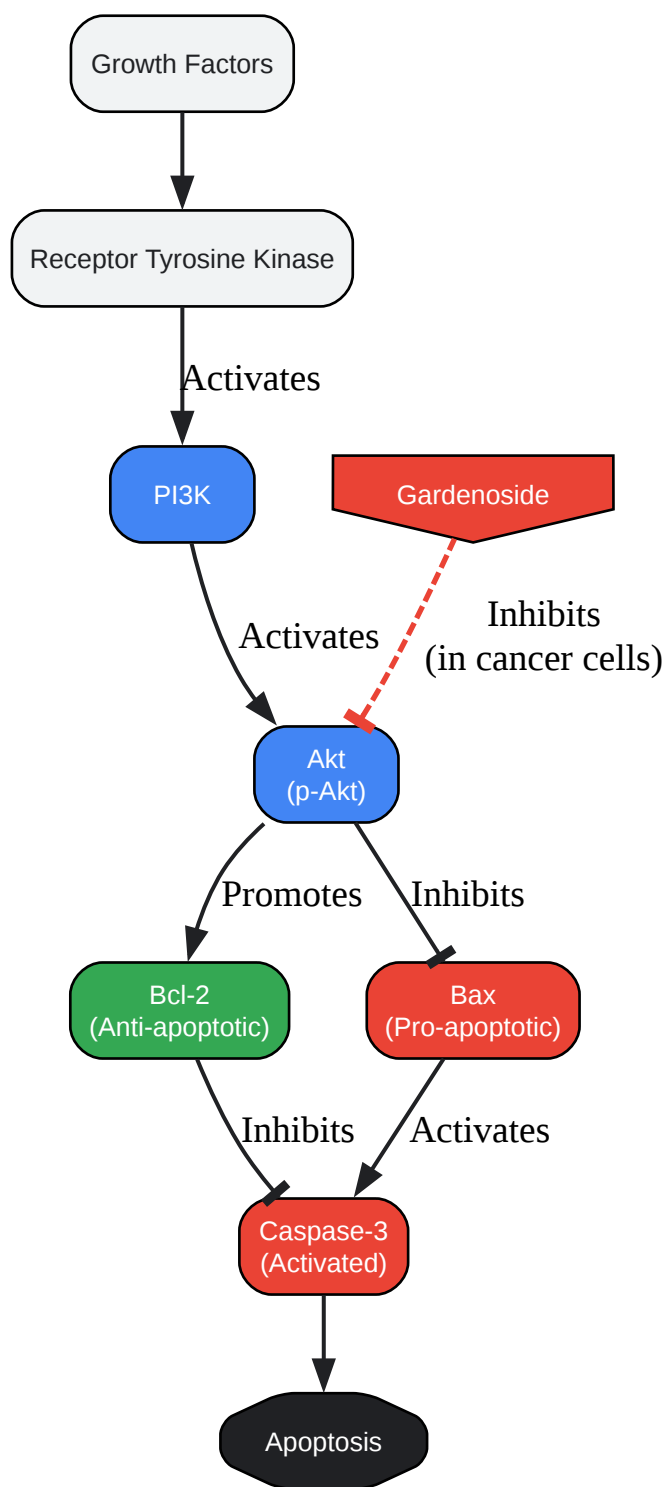 Growth Factors
Receptor Tyrosine Kinase
Activates
PI3K
Gardenoside
Activates
Inhibits
(in cancer cells)
Akt
(p-Akt)
Promotes
Inhibits
Bcl-2
(Anti-apoptotic)
Bax
(Pro-apoptotic)
Inhibits
Activates
Caspase-3
(Activated)
Apoptosis